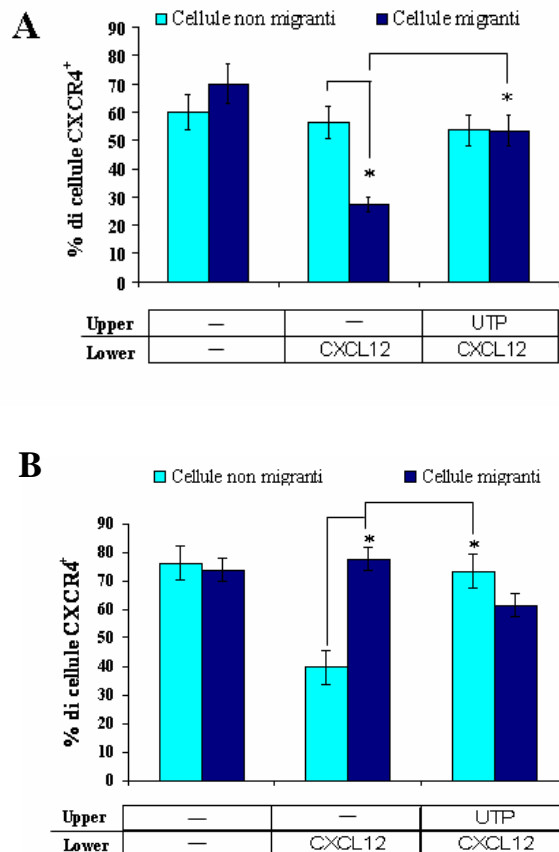 A
Cellule non migranti Cellule migranti
% di cellule CXCR4+
90
80
70
60
50
40
30
20
10
0
* *
Upper — — UTP
Lower — CXCL12 CXCL12
B
Cellule non migranti Cellule migranti
% di cellule CXCR4+
90
80
70
60
50
40
30
20
10
0
* *
Upper — — UTP
Lower — CXCL12 CXCL12